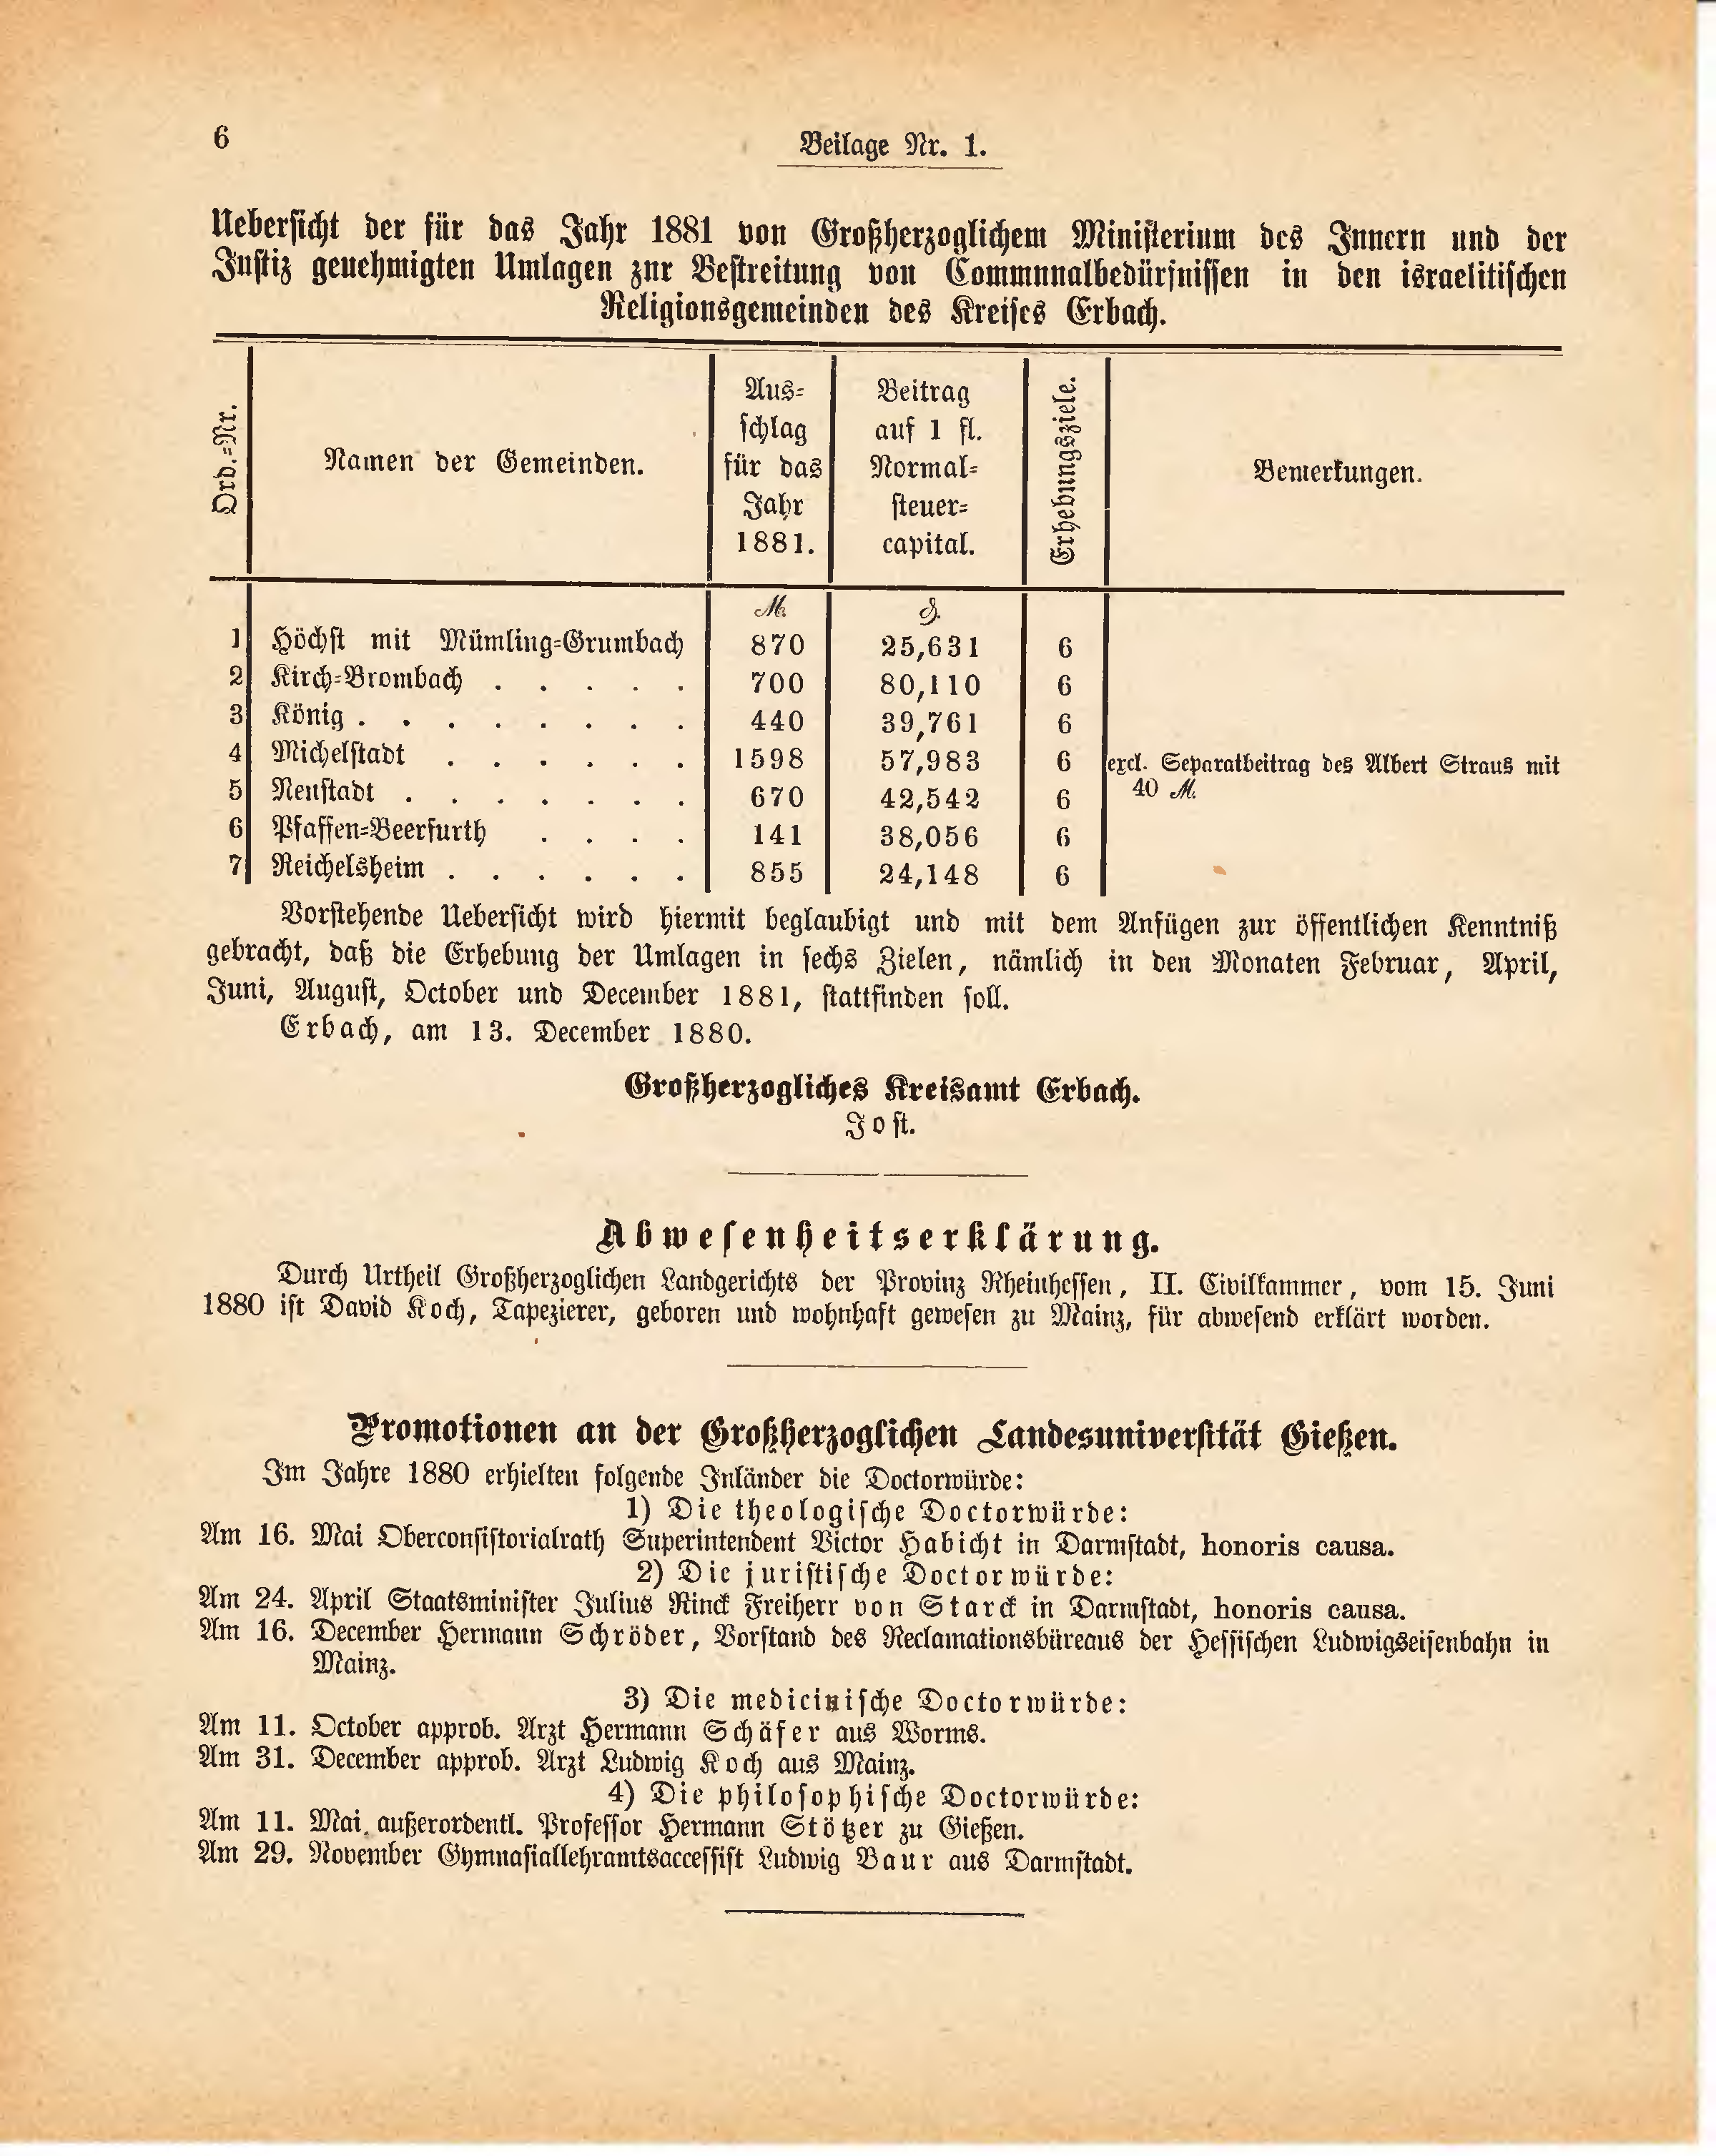 6
Beilage Nr. 1.
Uebersicht der für das Jahr 1881 von Großherzoglichem Ministerium des Innern und der
Justiz genehmigten Umlagen zur Bestreitung von Communalbedürfnissen in den israelitischen
Religionsgemeinden des Kreises Erbach.
Ord.=Nr.
Namen der Gemeinden.
Aus=
schlag
für das
Jahr
1881.
Beitrag
auf 1 fl.
Normal=
steuer=
capital.
Erhebungsziele.
Bemerkungen.
ℳ. ₰.
1 Höchst mit Mümling=Grumbach 870 25,631 6
2 Kirch=Brombach . . . . . 700 80,110 6
3 König . . . . . . . . 440 39,761 6
4 Michelstadt . . . . . . 1598 57,983 6 excl. Separatbeitrag des Albert Straus mit
40 ℳ.
5 Neustadt . . . . . . . 670 42,542 6
6 Pfaffen=Beerfurth . . . . 141 38,056 6
7 Reichelsheim . . . . . . 855 24,148 6
Vorstehende Uebersicht wird hiermit beglaubigt und mit dem Anfügen zur öffentlichen Kenntniß
gebracht, daß die Erhebung der Umlagen in sechs Zielen, nämlich in den Monaten Februar, April,
Juni, August, October und December 1881, stattfinden soll.
Erbach, am 13. December 1880.
Großherzogliches Kreisamt Erbach.
Jost.
Abwesenheitserklärung.
Durch Urtheil Großherzoglichen Landgerichts der Provinz Rheinhessen, II. Civilkammer, vom 15. Juni
1880 ist David Koch, Tapezierer, geboren und wohnhaft gewesen zu Mainz, für abwesend erklärt worden.
Promotionen an der Großherzoglichen Landesuniversität Gießen.
Im Jahre 1880 erhielten folgende Inländer die Doctorwürde:
1) Die theologische Doctorwürde:
Am 16. Mai Oberconsistorialrath Superintendent Victor Habicht in Darmstadt, honoris causa.
2) Die juristische Doctorwürde:
Am 24. April Staatsminister Julius Rinck Freiherr von Starck in Darmstadt, honoris causa.
Am 16. December Hermann Schröder, Vorstand des Reclamationsbüreaus der Hessischen Ludwigseisenbahn in
Mainz.
3) Die medicinische Doctorwürde:
Am 11. October approb. Arzt Hermann Schäfer aus Worms.
Am 31. December approb. Arzt Ludwig Koch aus Mainz.
4) Die philosophische Doctorwürde:
Am 11. Mai außerordentl. Professor Hermann Stötzer zu Gießen.
Am 29. November Gymnasiallehramtsaccessist Ludwig Baur aus Darmstadt.